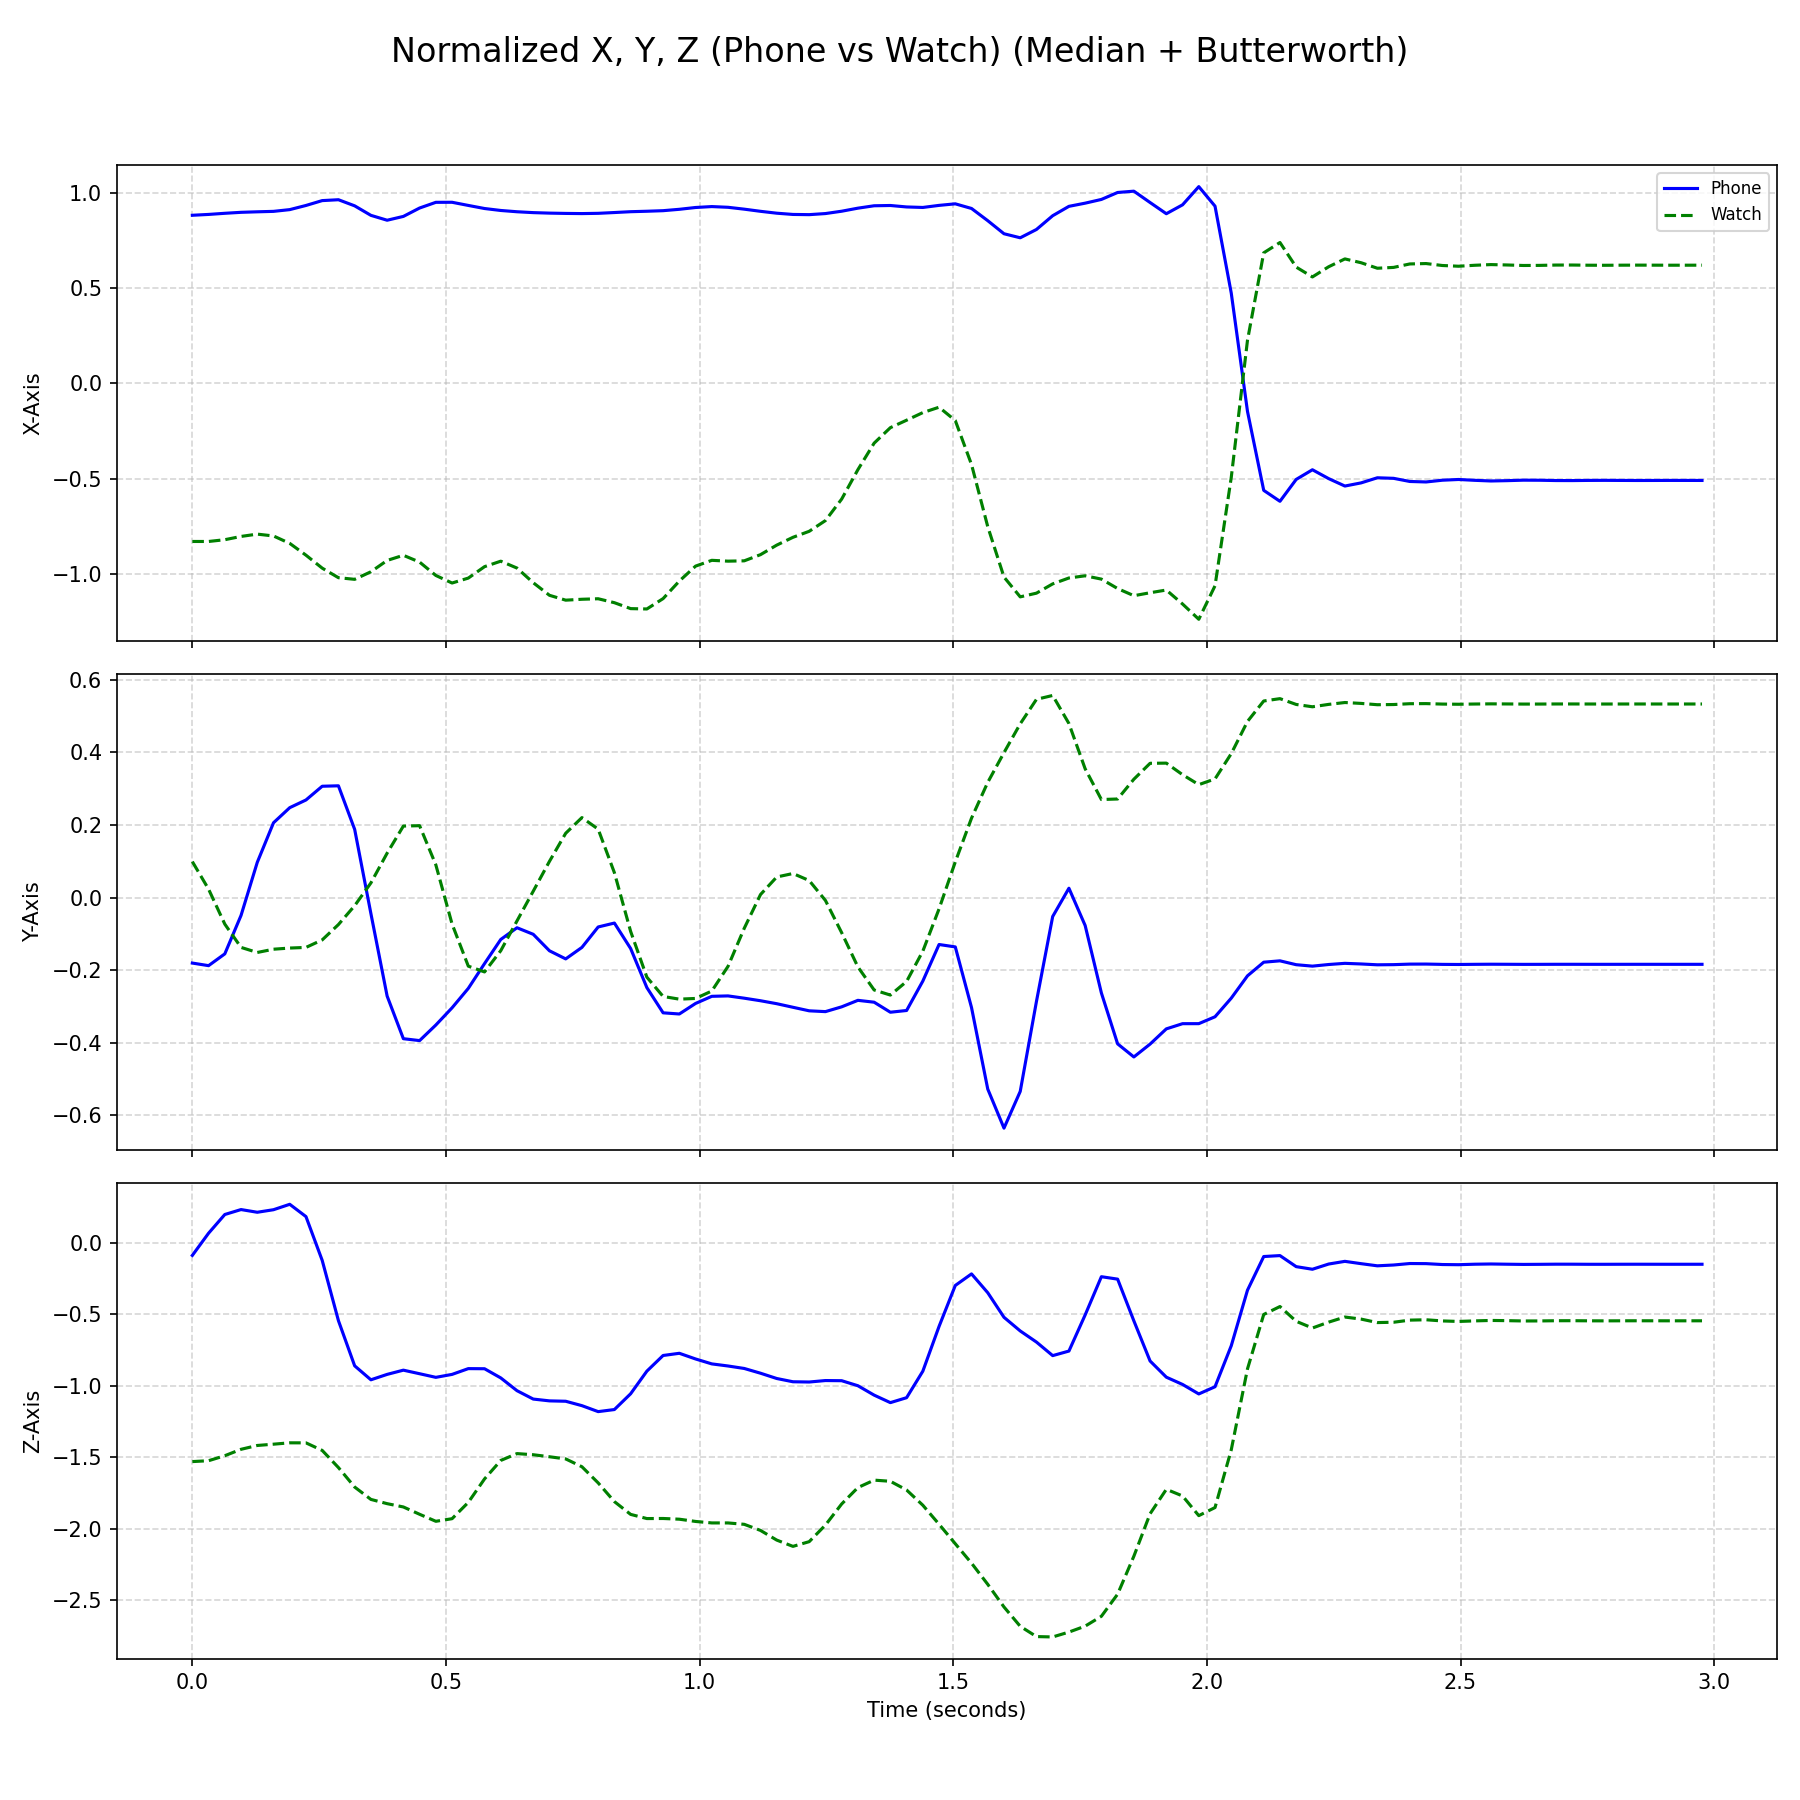 Normalized X, Y, Z (Phone vs Watch) (Median + Butterworth)
Phone
Watch
1.0
0.5
0.0
−0.5
−1.0
X-Axis
0.6
0.4
0.2
0.0
−0.2
−0.4
−0.6
Y-Axis
0.0
−0.5
−1.0
−1.5
−2.0
−2.5
Z-Axis
0.0 0.5 1.0 1.5 2.0 2.5 3.0
Time (seconds)